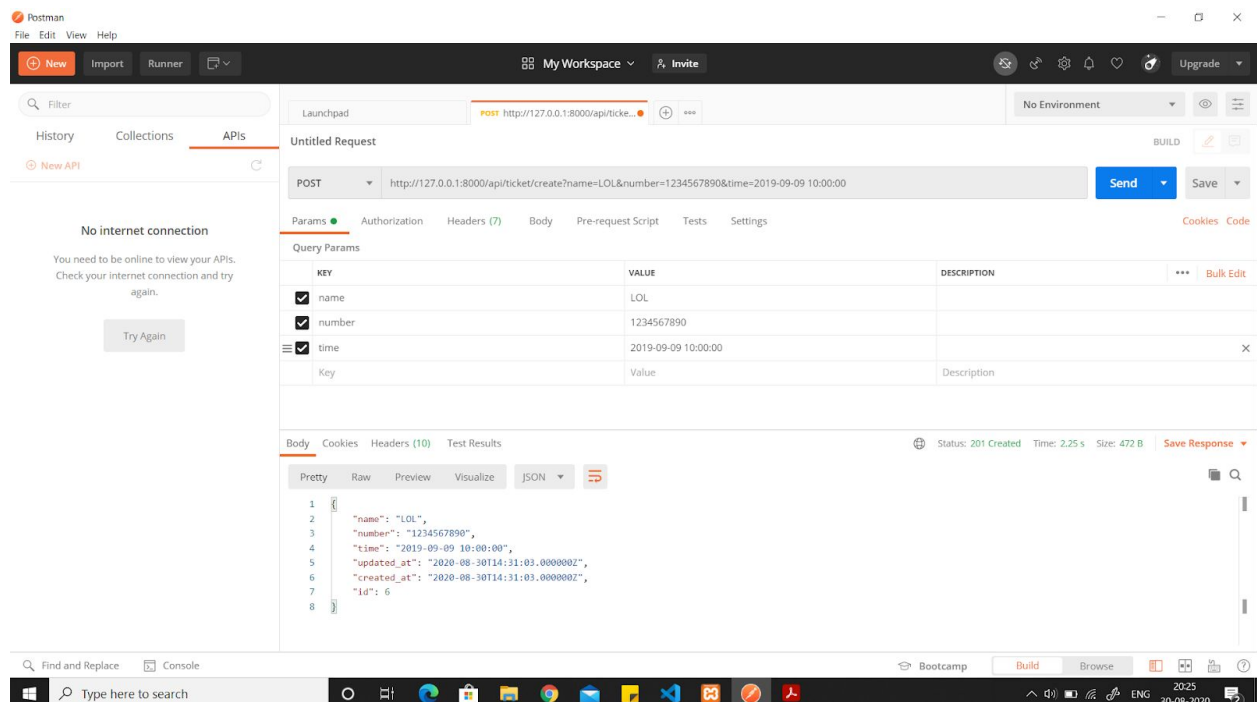 Postman
File Edit View Help
New Import Runner My Workspace Invite Upgrade
Filter
History Collections APIs
New API
No internet connection
You need to be online to view your APIs.
Check your internet connection and try
again.
Try Again
Launchpad POST http://127.0.0.1:8000/api/ticke... No Environment
Untitled Request BUILD
POST http://127.0.0.1:8000/api/ticket/create?name=LOL&number=1234567890&time=2019-09-09 10:00:00 Send Save
Params Authorization Headers (7) Body Pre-request Script Tests Settings Cookies Code
Query Params
KEY VALUE DESCRIPTION Bulk Edit
name LOL
number 1234567890
time 2019-09-09 10:00:00
Key Value Description
Body Cookies Headers (10) Test Results Status: 201 Created Time: 2.25 s Size: 472 B Save Response
Pretty Raw Preview Visualize JSON
1 {
2 "name": "LOL",
3 "number": "1234567890",
4 "time": "2019-09-09 10:00:00",
5 "updated_at": "2020-08-30T14:31:03.000000Z",
6 "created_at": "2020-08-30T14:31:03.000000Z",
7 "id": 6
8 }
Find and Replace Console Bootcamp Build Browse
Type here to search ENG 20:25
30-08-2020